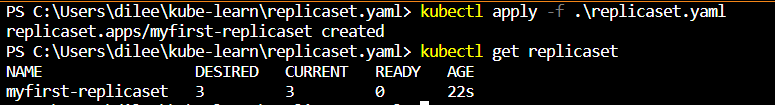 PS C:\Users\dilee\kube-learn\replicaset.yaml> kubectl apply -f .\replicaset.yaml
replicaset.apps/myfirst-replicaset created
PS C:\Users\dilee\kube-learn\replicaset.yaml> kubectl get replicaset
NAME DESIRED CURRENT READY AGE
myfirst-replicaset 3 3 0 22s